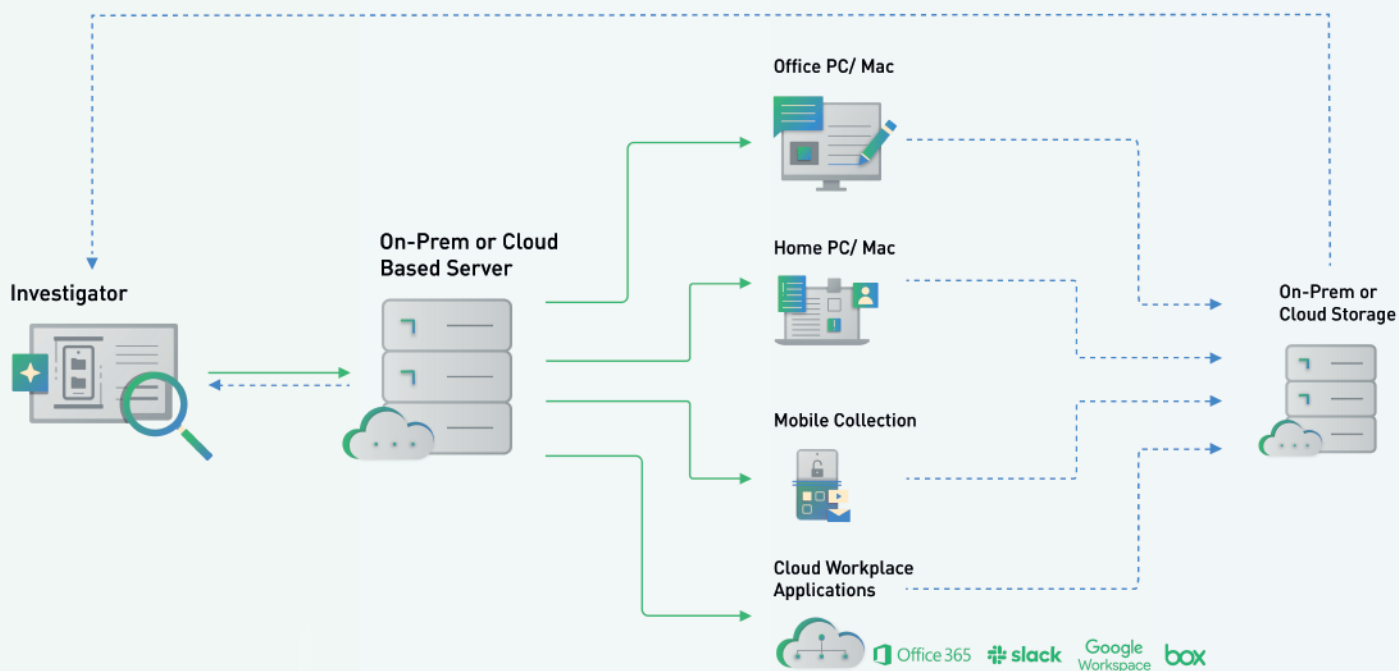 Office PC/ Mac
Home PC/ Mac
On-Prem or Cloud
Based Server
Investigator
On-Prem or
Cloud Storage
Mobile Collection
Cloud Workplace
Applications
Office 365
slack
Google
Workspace
box